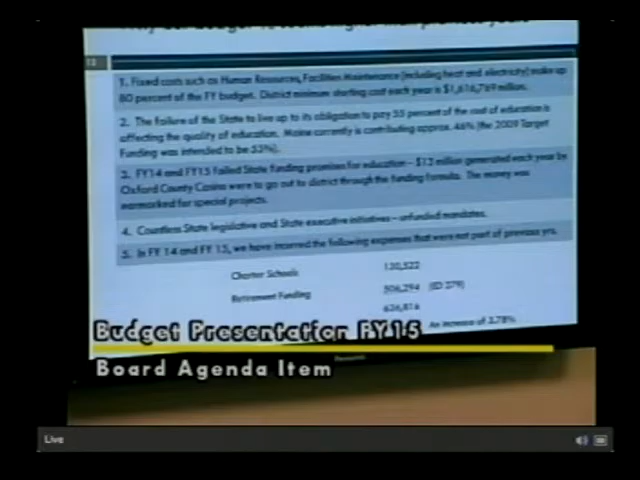 12
1. Fixed costs such as Human Resources, Facilities Maintenance (including heat and electricity) make up
80 percent of the FY budget. District minimum starting cost each year is $1,616,769 million.
2. The failure of the State to live up to its obligation to pay 55 percent of the cost of education is
affecting the quality of education. Maine currently is contributing approx. 46% (the 2009 Target
Funding was intended to be 53%).
3. FY14 and FY15 failed State funding promises for education – $12 million generated each year by
Oxford County Casino were to go out to district through the funding formula. The money was
earmarked for special projects.
4. Countless State legislative and State executive initiatives – unfunded mandates.
5. In FY 14 and FY 15, we have incurred the following expenses that were not part of previous yrs.
Charter Schools 130,522
Retirement Funding 506,294 (ED 279)
636,816
An increase of 3.78%
Budget Presentation FY15
Board Agenda Item
Live